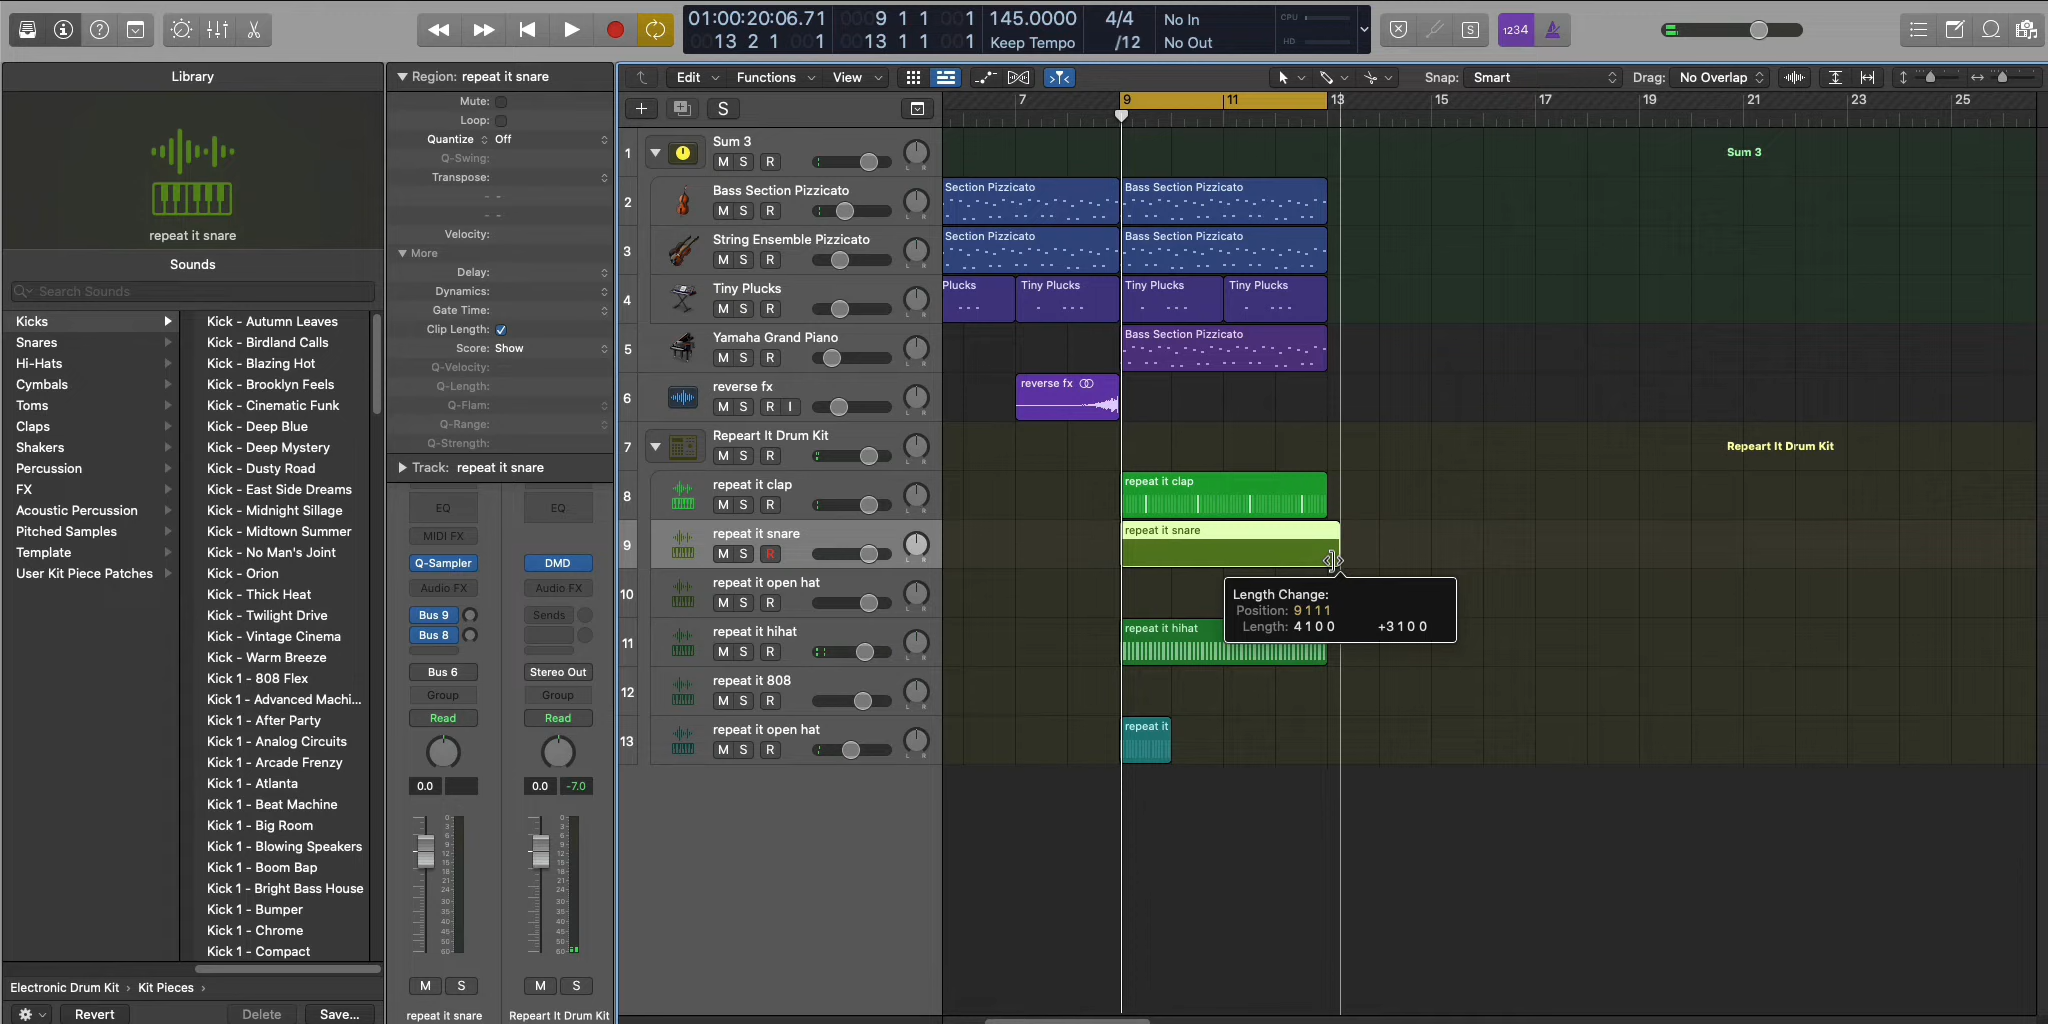 01:00:20:06.71
0013 2 1 001
0009 1 1 001
0013 1 1 001
145.0000
Keep Tempo
4/4
/12
No In
No Out
CPU
HD
S
1234
Library
repeat it snare
Sounds
Search Sounds
Kicks
Snares
Hi-Hats
Cymbals
Toms
Claps
Shakers
Percussion
FX
Acoustic Percussion
Pitched Samples
Template
User Kit Piece Patches
Kick - Autumn Leaves
Kick - Birdland Calls
Kick - Blazing Hot
Kick - Brooklyn Feels
Kick - Cinematic Funk
Kick - Deep Blue
Kick - Deep Mystery
Kick - Dusty Road
Kick - East Side Dreams
Kick - Midnight Sillage
Kick - Midtown Summer
Kick - No Man's Joint
Kick - Orion
Kick - Thick Heat
Kick - Twilight Drive
Kick - Vintage Cinema
Kick - Warm Breeze
Kick 1 - 808 Flex
Kick 1 - Advanced Machi...
Kick 1 - After Party
Kick 1 - Analog Circuits
Kick 1 - Arcade Frenzy
Kick 1 - Atlanta
Kick 1 - Beat Machine
Kick 1 - Big Room
Kick 1 - Blowing Speakers
Kick 1 - Boom Bap
Kick 1 - Bright Bass House
Kick 1 - Bumper
Kick 1 - Chrome
Kick 1 - Compact
Electronic Drum Kit › Kit Pieces ›
Revert
Delete
Save...
Region: repeat it snare
Mute:
Loop:
Quantize Off
Q-Swing:
Transpose:
- -
- -
Velocity:
More
Delay:
Dynamics:
Gate Time:
Clip Length:
Score: Show
Q-Velocity:
Q-Length:
Q-Flam:
Q-Range:
Q-Strength:
Track: repeat it snare
EQ
MIDI FX
Q-Sampler
Audio FX
Bus 9
Bus 8
Bus 6
Group
Read
0.0
M S
repeat it snare
EQ
DMD
Audio FX
Sends
Stereo Out
Group
Read
0.0 -7.0
M S
Repeart It Drum Kit
Edit Functions View
Snap: Smart
Drag: No Overlap
S
7 9 11 13 15 17 19 21 23 25
1 Sum 3
M S R
Sum 3
2 Bass Section Pizzicato
M S R
Section Pizzicato
Bass Section Pizzicato
3 String Ensemble Pizzicato
M S R
Section Pizzicato
Bass Section Pizzicato
4 Tiny Plucks
M S R
Plucks
Tiny Plucks
Tiny Plucks
Tiny Plucks
5 Yamaha Grand Piano
M S R
Bass Section Pizzicato
6 reverse fx
M S R I
reverse fx
7 Repeart It Drum Kit
M S R
Repeart It Drum Kit
8 repeat it clap
M S R
repeat it clap
9 repeat it snare
M S R
repeat it snare
Length Change:
Position: 9 1 1 1
Length: 4 1 0 0 +3 1 0 0
10 repeat it open hat
M S R
11 repeat it hihat
M S R
repeat it hihat
12 repeat it 808
M S R
13 repeat it open hat
M S R
repeat it